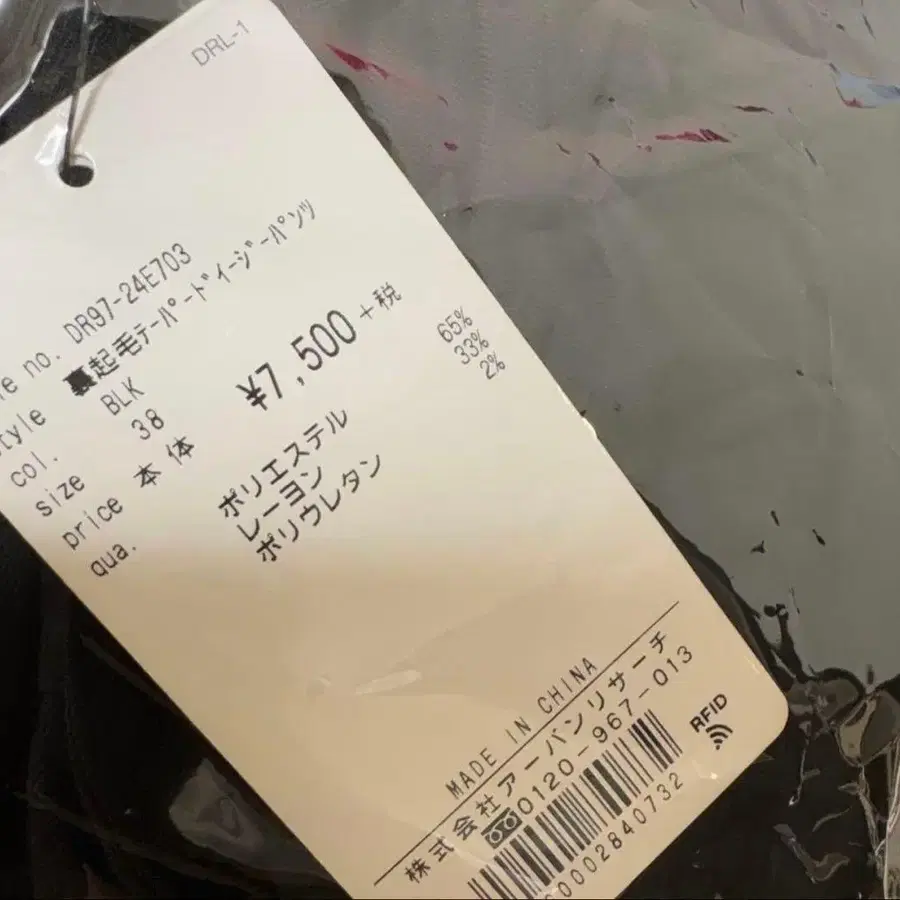 DRL-1
re no. DR97-24E703
style 裏起毛テーパードイージーパンツ
col. BLK
size 38
price 本体 ¥7,500+税
qua. ポリエステル 65%
レーヨン 33%
ポリウレタン 2%
MADE IN CHINA
株式会社アーバンリサーチ
0120-967-013
RFID
000002840732